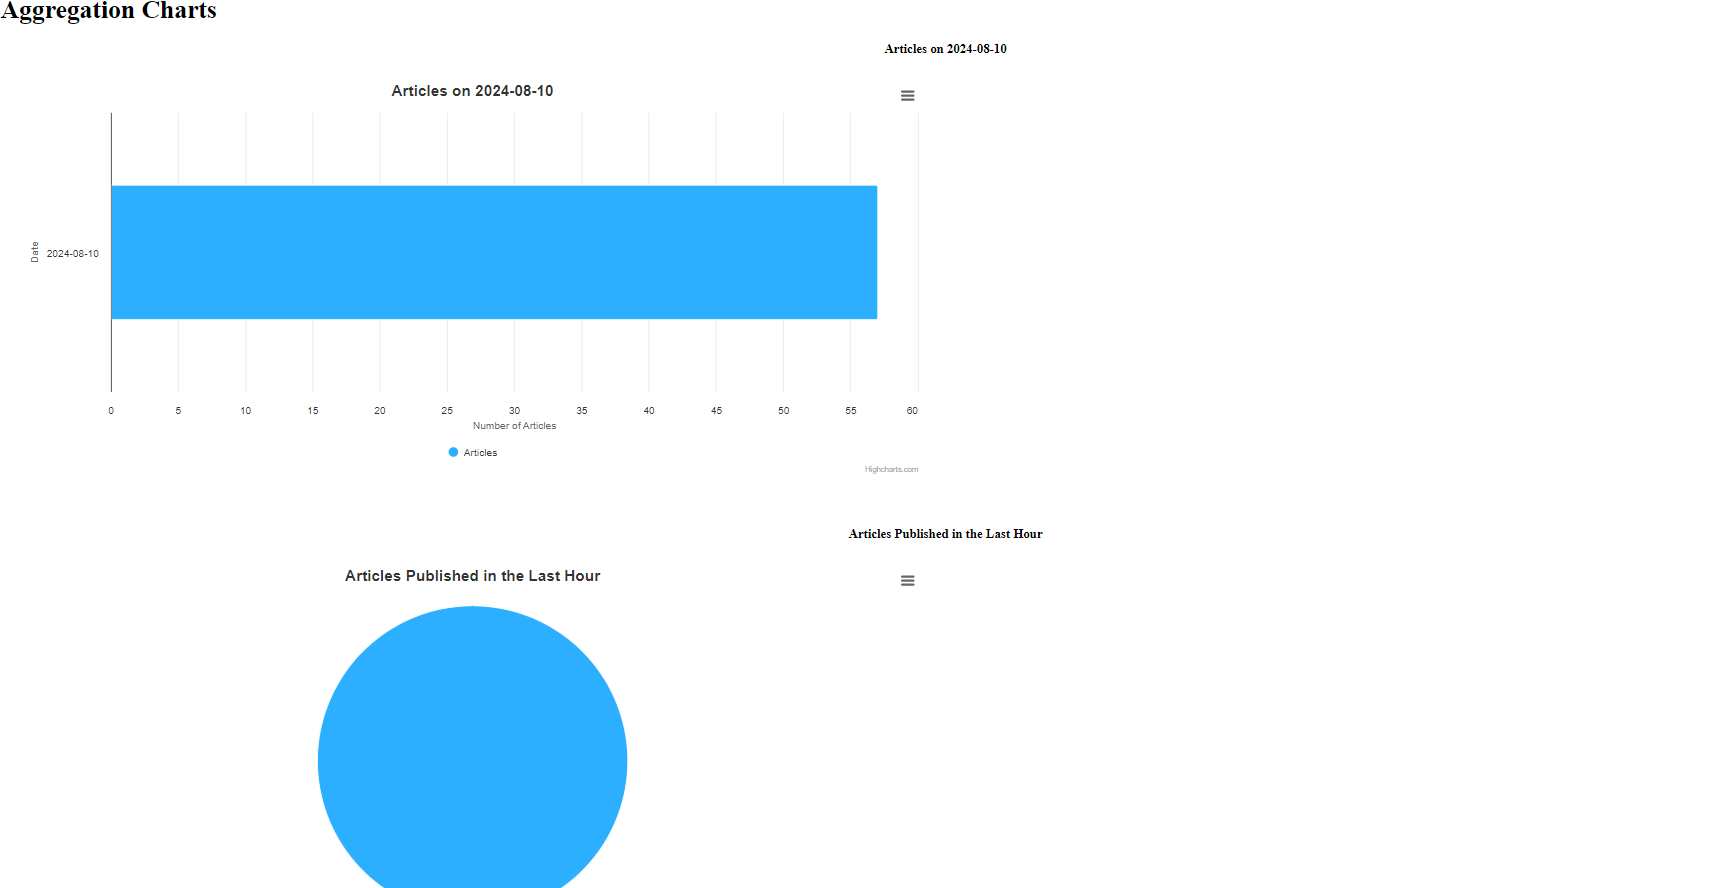 Aggregation Charts
Articles on 2024-08-10
Articles on 2024-08-10
Date
2024-08-10
0 5 10 15 20 25 30 35 40 45 50 55 60
Number of Articles
Articles
Highcharts.com
Articles Published in the Last Hour
Articles Published in the Last Hour